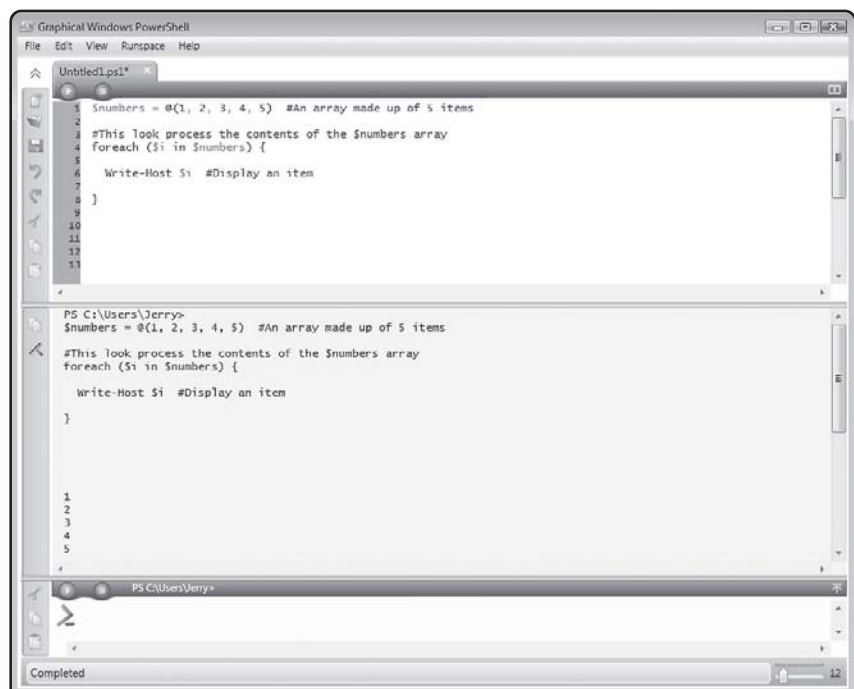 Graphical Windows PowerShell
File Edit View Runspace Help
Untitled1.ps1*
1 $numbers = @(1, 2, 3, 4, 5) #An array made up of 5 items
2
3 #This look process the contents of the $numbers array
4 foreach ($i in $numbers) {
5
6 Write-Host $i #Display an item
7
8 }
9
10
11
12
13
PS C:\Users\Jerry>
$numbers = @(1, 2, 3, 4, 5) #An array made up of 5 items
#This look process the contents of the $numbers array
foreach ($i in $numbers) {
Write-Host $i #Display an item
}
1
2
3
4
5
PS C:\Users\Jerry>
Completed 12